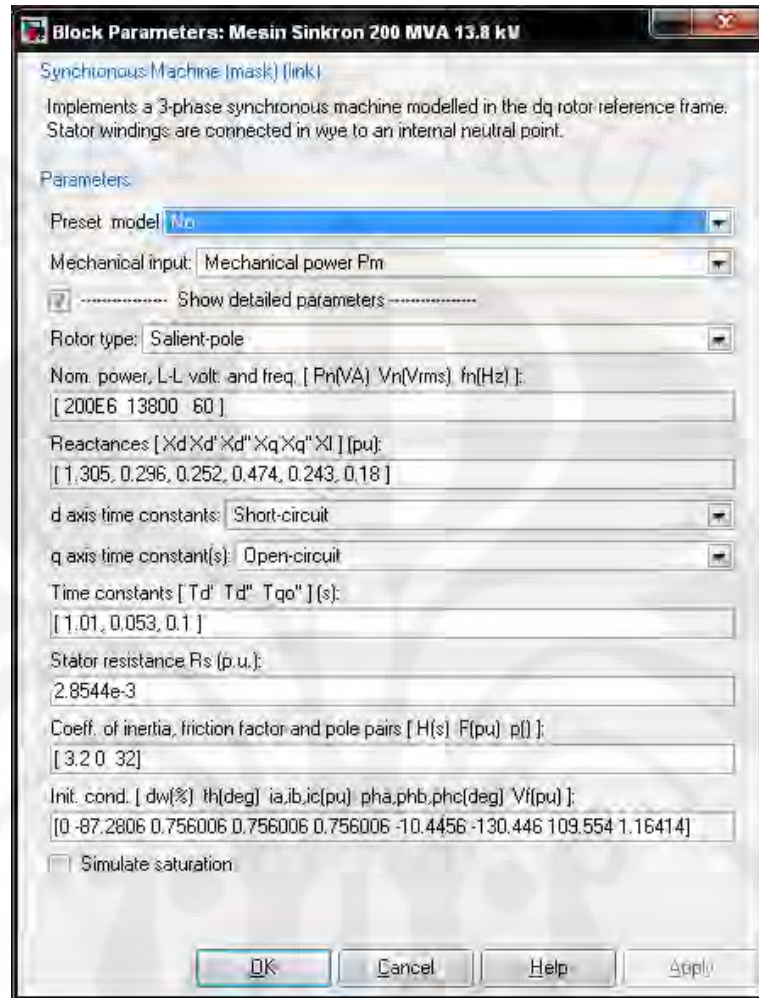 Block Parameters: Mesin Sinkron 200 MVA 13.8 kV
Synchronous Machine (mask) (link)
Implements a 3-phase synchronous machine modelled in the dq rotor reference frame.
Stator windings are connected in wye to an internal neutral point.
Parameters
Preset model: No
Mechanical input: Mechanical power Pm
---------------- Show detailed parameters ----------------
Rotor type: Salient-pole
Nom. power, L-L volt. and freq. [ Pn(VA) Vn(Vrms) fn(Hz) ]:
[ 200E6 13800 60 ]
Reactances [ Xd Xd' Xd'' Xq Xq'' Xl ] (pu):
[ 1.305, 0.296, 0.252, 0.474, 0.243, 0.18 ]
d axis time constants: Short-circuit
q axis time constant(s): Open-circuit
Time constants [ Td' Td'' Tqo'' ] (s):
[ 1.01, 0.053, 0.1 ]
Stator resistance Rs (p.u.):
2.8544e-3
Coeff. of inertia, friction factor and pole pairs [ H(s) F(pu) p() ]:
[ 3.2 0 32]
Init. cond. [ dw(%) th(deg) ia,ib,ic(pu) pha,phb,phc(deg) Vf(pu) ]:
[0 -87.2806 0.756006 0.756006 0.756006 -10.4456 -130.446 109.554 1.16414]
Simulate saturation
OK Cancel Help Apply